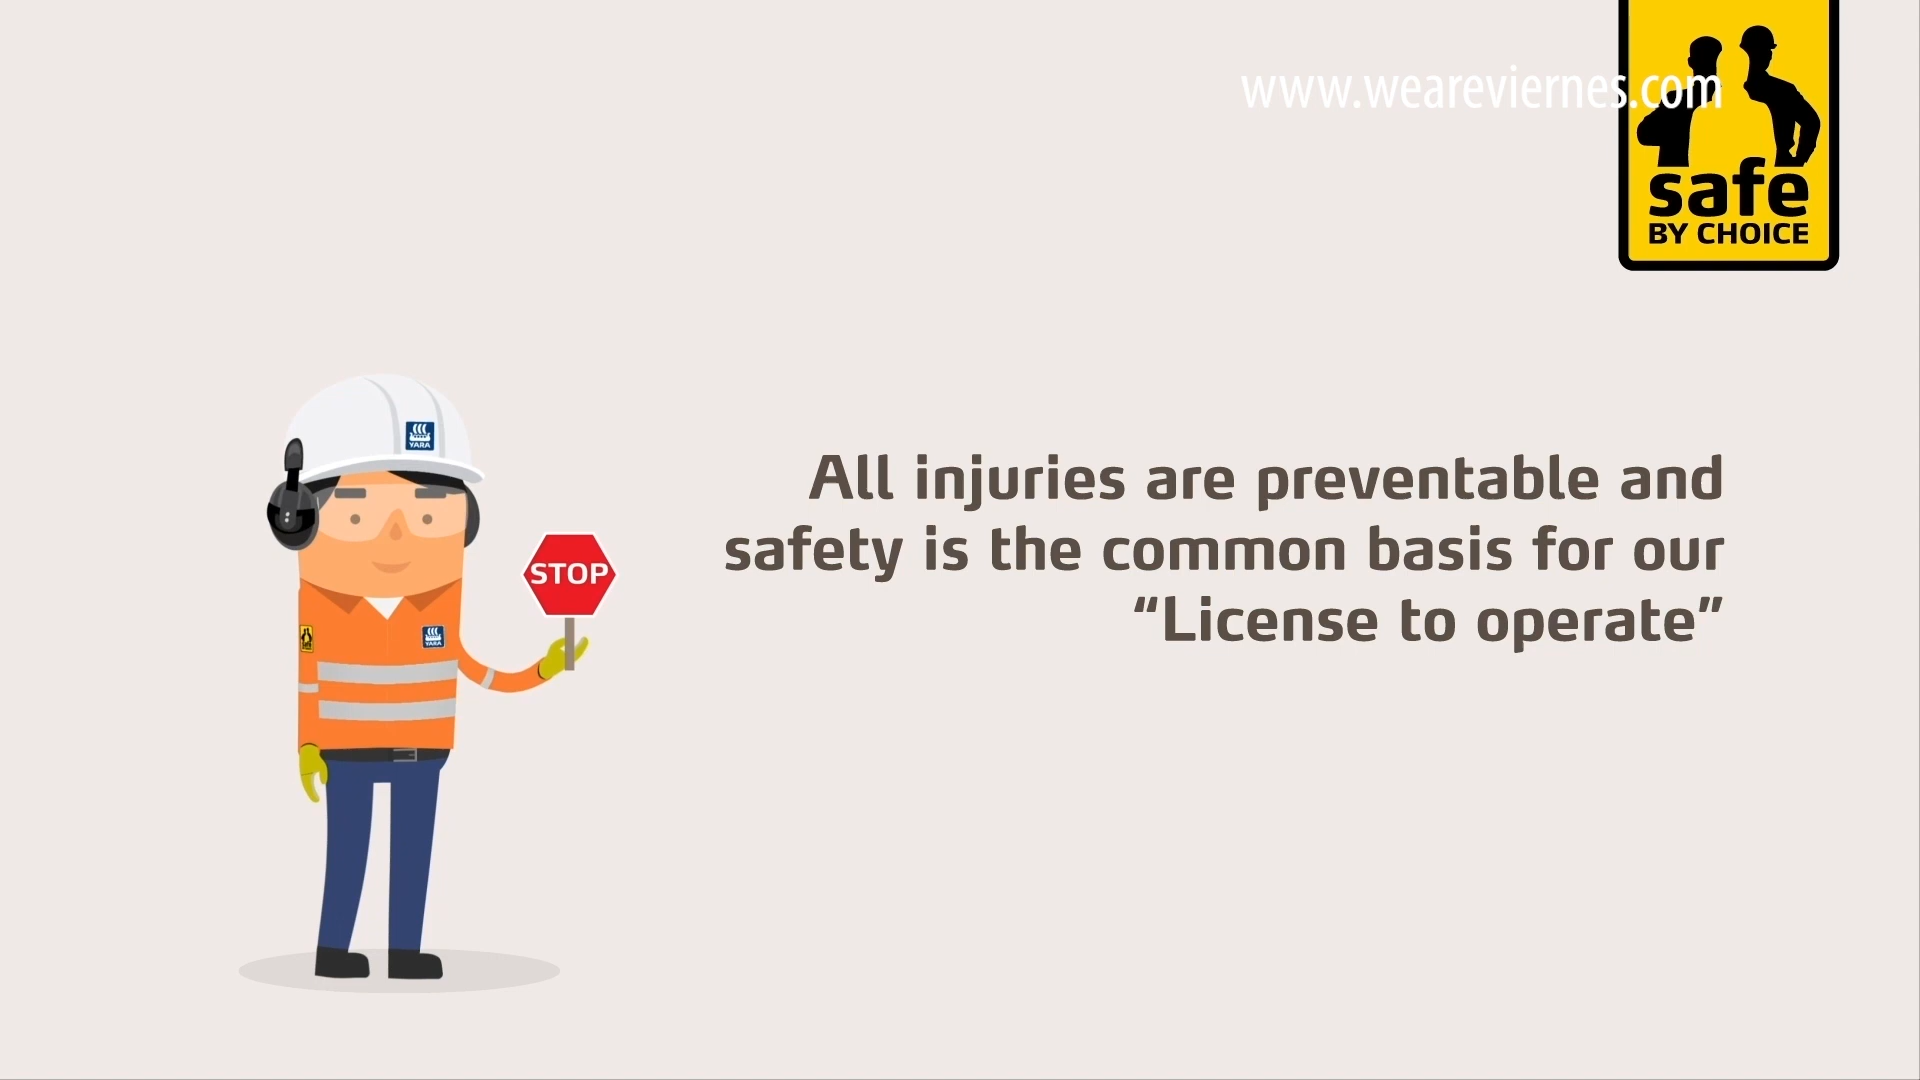 www.weareviernes.com
safe
BY CHOICE
YARA
All injuries are preventable and
safety is the common basis for our
“License to operate”
STOP
YARA